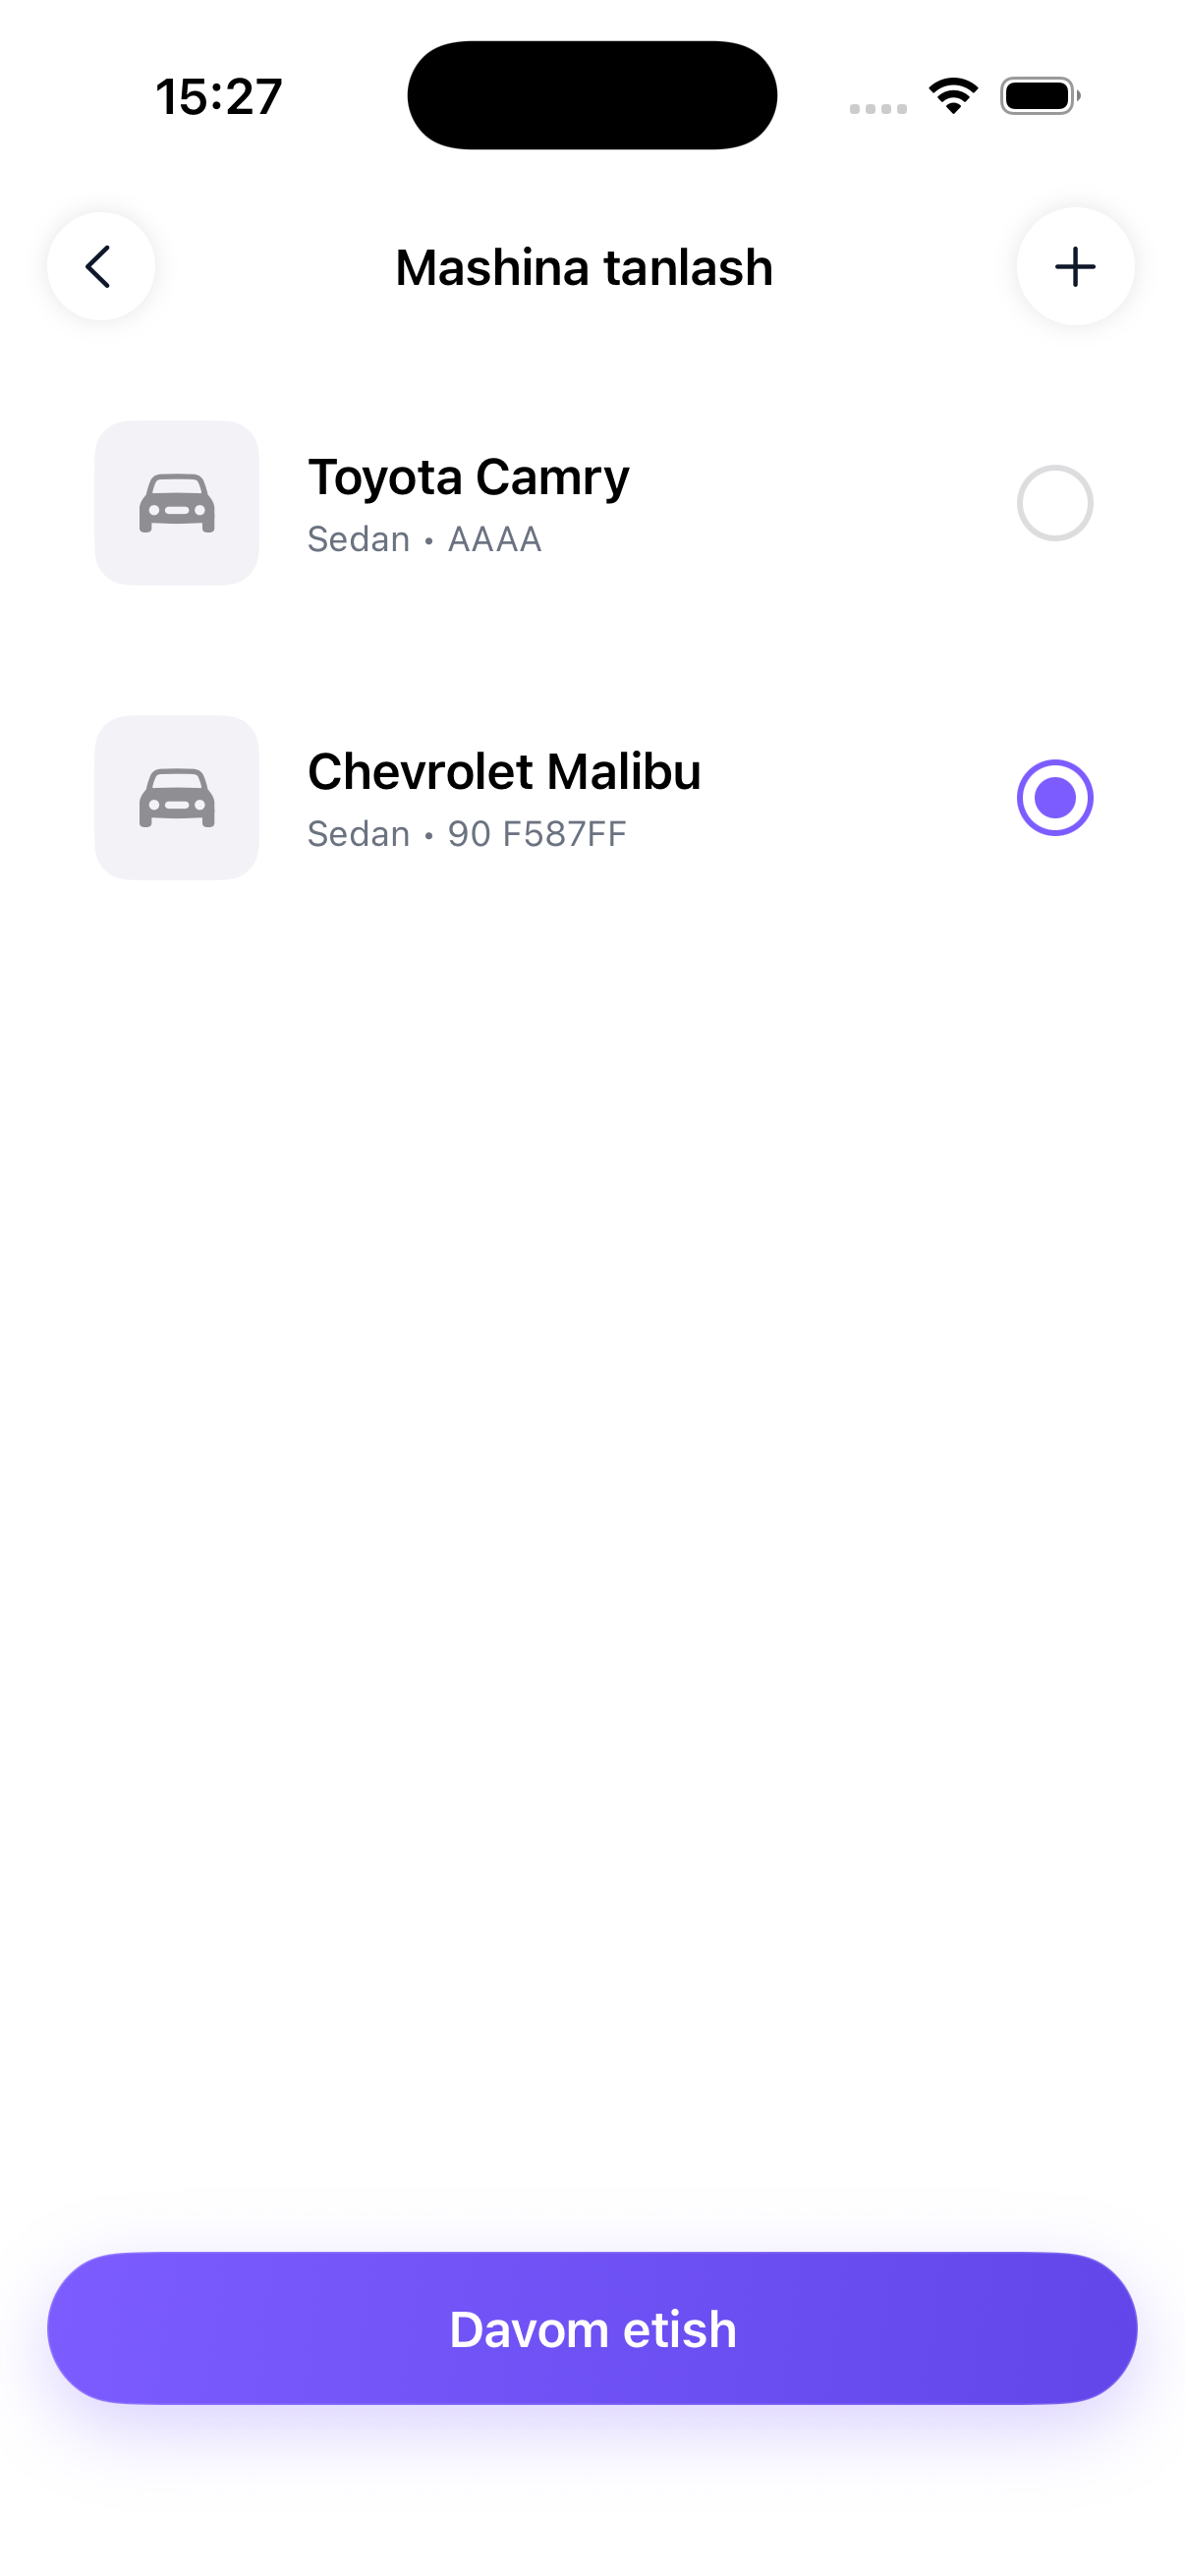 15:27
Mashina tanlash
Toyota Camry
Sedan • AAAA
Chevrolet Malibu
Sedan • 90 F587FF
Davom etish